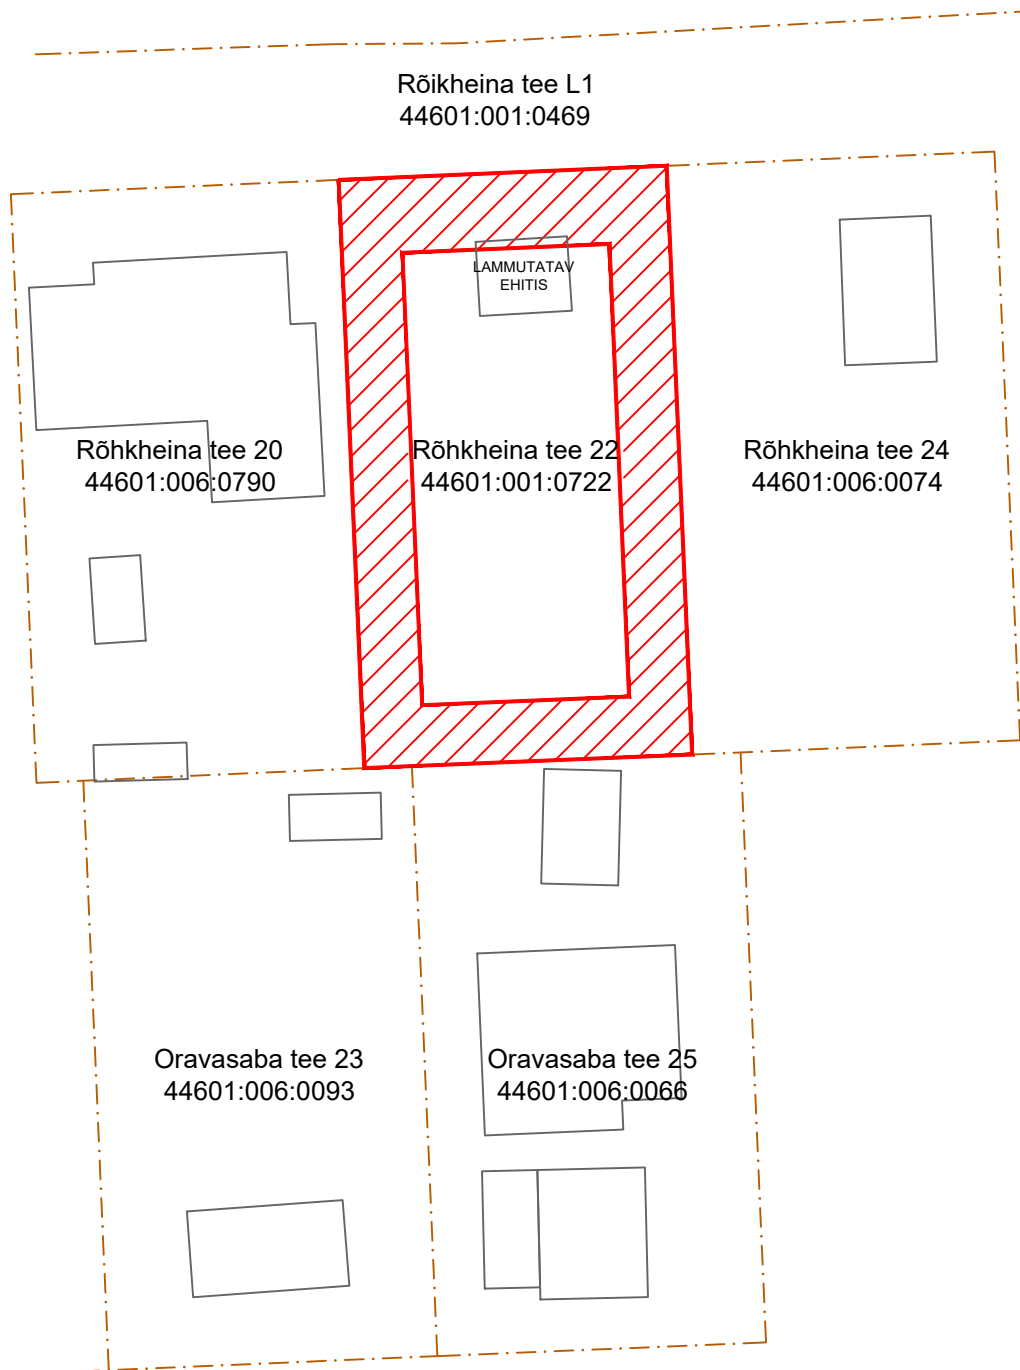 Rõikheina tee L1
44601:001:0469
LAMMUTATAV
EHITIS
Rõhkheina tee 20
44601:006:0790
Rõhkheina tee 22
44601:001:0722
Rõhkheina tee 24
44601:006:0074
Oravasaba tee 23
44601:006:0093
Oravasaba tee 25
44601:006:0066